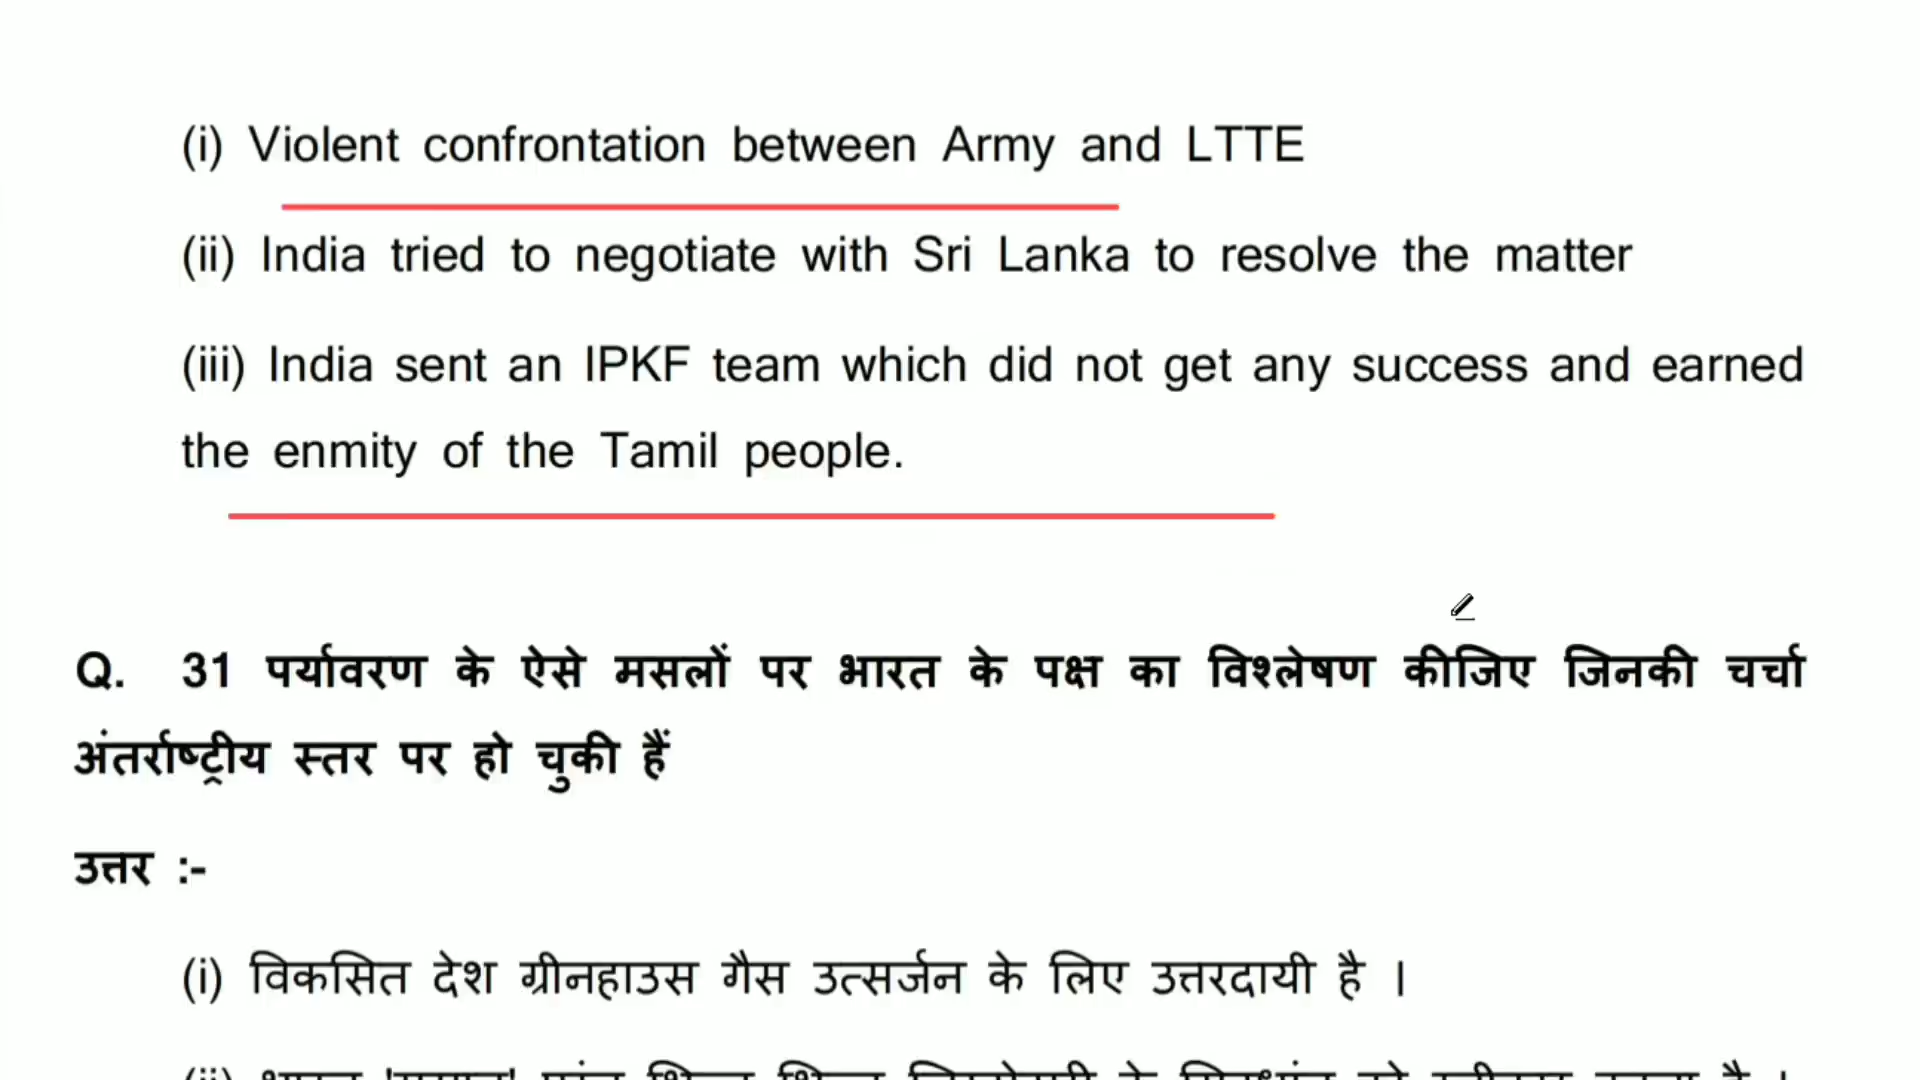 (i) Violent confrontation between Army and LTTE
(ii) India tried to negotiate with Sri Lanka to resolve the matter
(iii) India sent an IPKF team which did not get any success and earned
the enmity of the Tamil people.
Q. 31 पर्यावरण के ऐसे मसलों पर भारत के पक्ष का विश्लेषण कीजिए जिनकी चर्चा
अंतर्राष्ट्रीय स्तर पर हो चुकी हैं
उत्तर :-
(i) विकसित देश ग्रीनहाउस गैस उत्सर्जन के लिए उत्तरदायी है ।